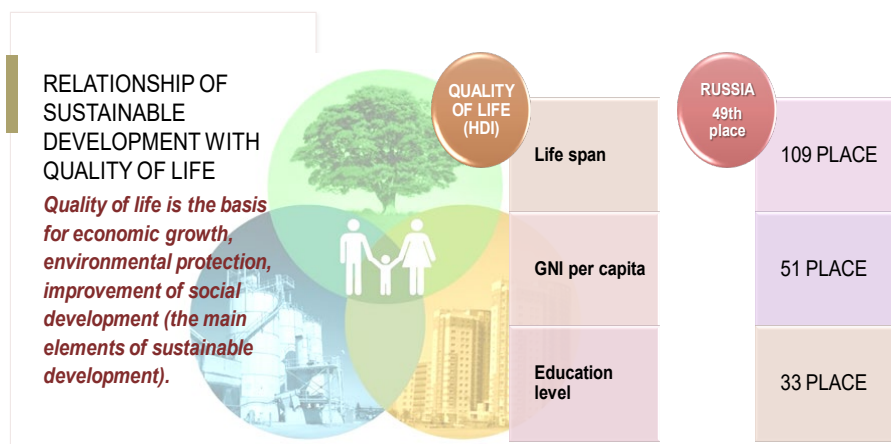 RELATIONSHIP OF
SUSTAINABLE
DEVELOPMENT WITH
QUALITY OF LIFE
Quality of life is the basis
for economic growth,
environmental protection,
improvement of social
development (the main
elements of sustainable
development).
QUALITY
OF LIFE
(HDI)
RUSSIA
49th
place
Life span
109 PLACE
GNI per capita
51 PLACE
Education
level
33 PLACE